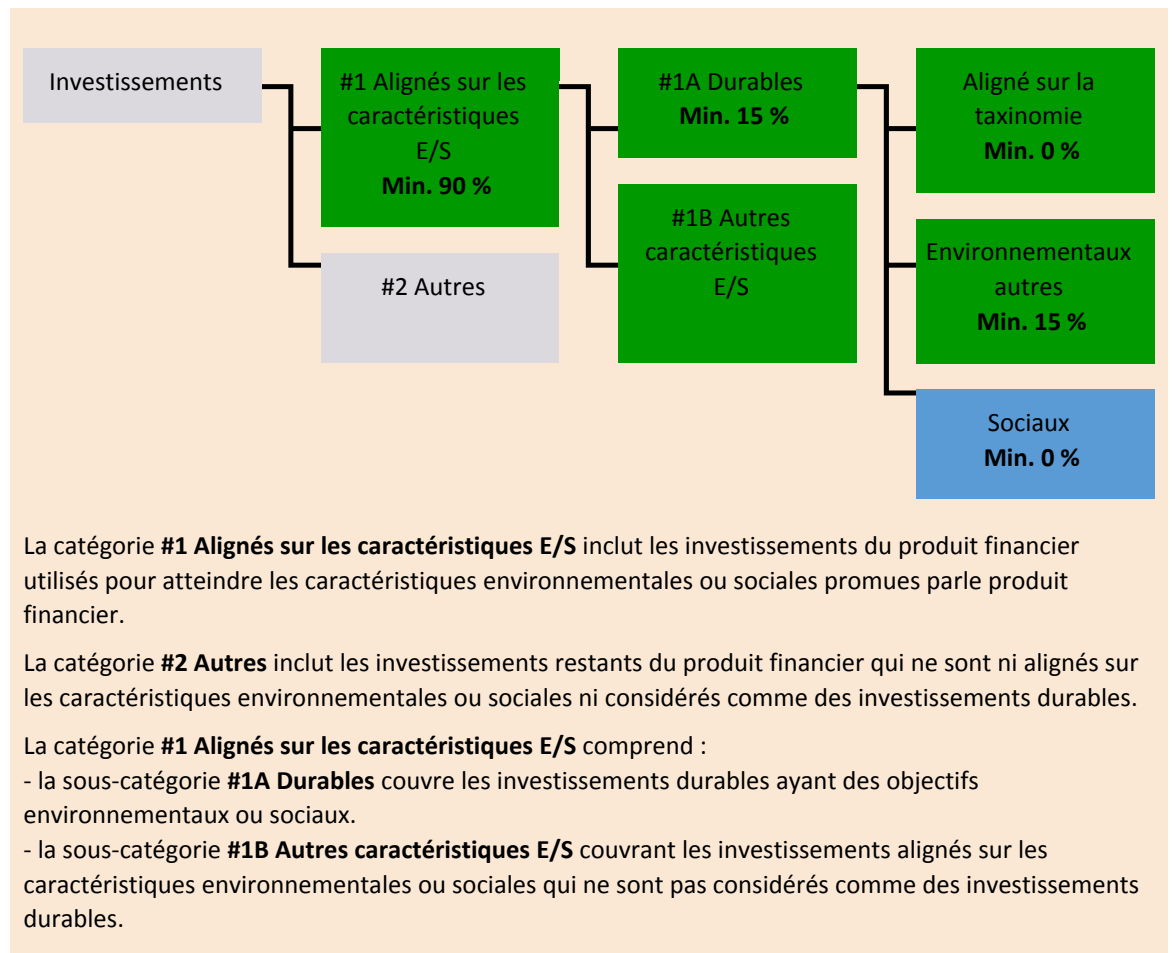 Investissements
#1 Alignés sur les
caractéristiques
E/S
Min. 90 %
#2 Autres
#1A Durables
Min. 15 %
#1B Autres
caractéristiques
E/S
Aligné sur la
taxinomie
Min. 0 %
Environnementaux
autres
Min. 15 %
Sociaux
Min. 0 %
La catégorie #1 Alignés sur les caractéristiques E/S inclut les investissements du produit financier
utilisés pour atteindre les caractéristiques environnementales ou sociales promues parle produit
financier.
La catégorie #2 Autres inclut les investissements restants du produit financier qui ne sont ni alignés sur
les caractéristiques environnementales ou sociales ni considérés comme des investissements durables.
La catégorie #1 Alignés sur les caractéristiques E/S comprend :
- la sous-catégorie #1A Durables couvre les investissements durables ayant des objectifs
environnementaux ou sociaux.
- la sous-catégorie #1B Autres caractéristiques E/S couvrant les investissements alignés sur les
caractéristiques environnementales ou sociales qui ne sont pas considérés comme des investissements
durables.